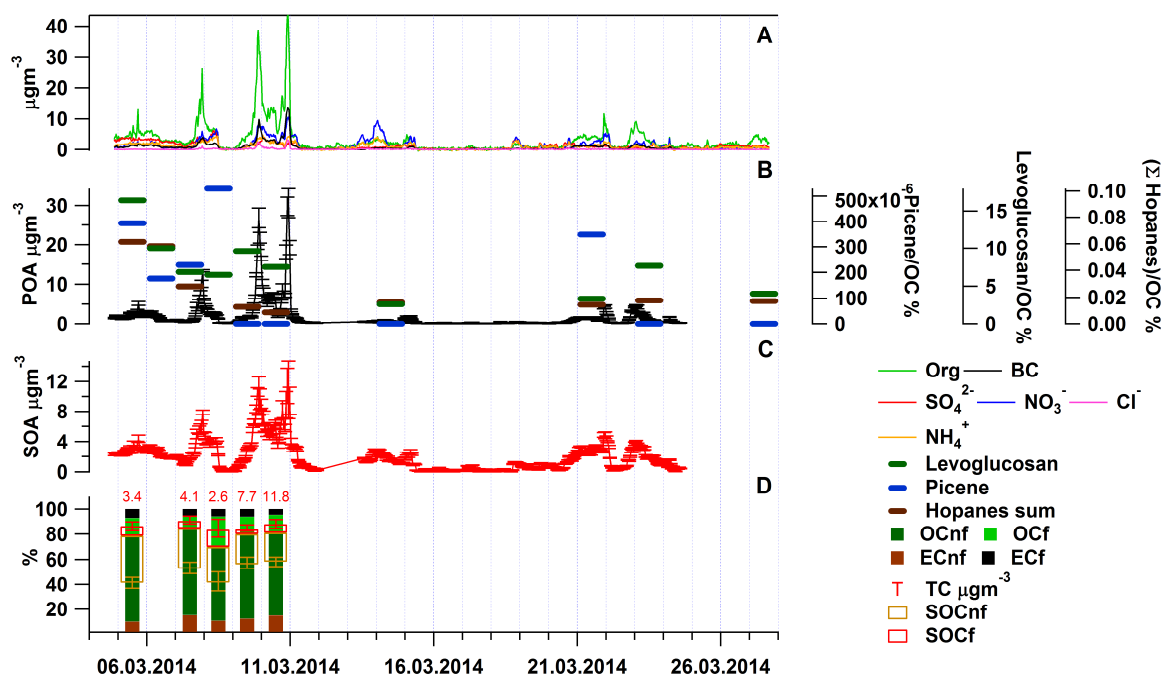 A
40
30
20
10
0
µgm⁻³
B
30
20
10
0
POA µgm⁻³
500x10⁻⁶
400
300
200
100
0
Picene/OC %
15
10
5
0
Levoglucosan/OC %
0.10
0.08
0.06
0.04
0.02
0.00
(Σ Hopanes)/OC %
C
12
8
4
0
SOA µgm⁻³
D
3.4 4.1 2.6 7.7 11.8
100
80
60
40
20
%
06.03.2014 11.03.2014 16.03.2014 21.03.2014 26.03.2014
Org BC
SO₄²⁻ NO₃⁻ Cl⁻
NH₄⁺
Levoglucosan
Picene
Hopanes sum
OCnf OCf
ECnf ECf
TC µgm⁻³
SOCnf
SOCf